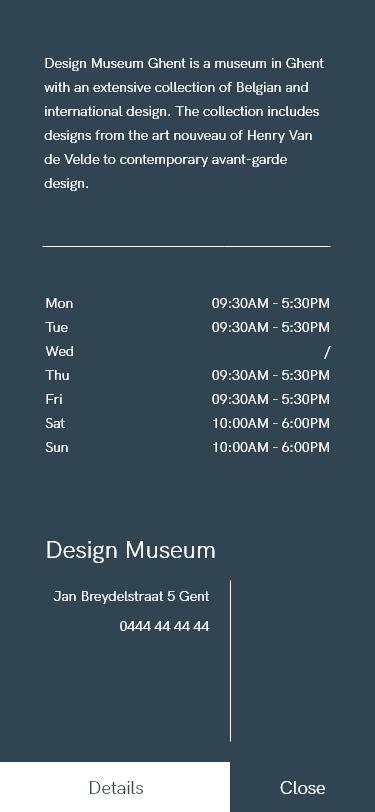 Design Museum Ghent is a museum in Ghent
with an extensive collection of Belgian and
international design. The collection includes
designs from the art nouveau of Henry Van
de Velde to contemporary avant-garde
design.
Mon 09:30AM - 5:30PM
Tue 09:30AM - 5:30PM
Wed /
Thu 09:30AM - 5:30PM
Fri 09:30AM - 5:30PM
Sat 10:00AM - 6:00PM
Sun 10:00AM - 6:00PM
Design Museum
Jan Breydelstraat 5 Gent
0444 44 44 44
Details Close